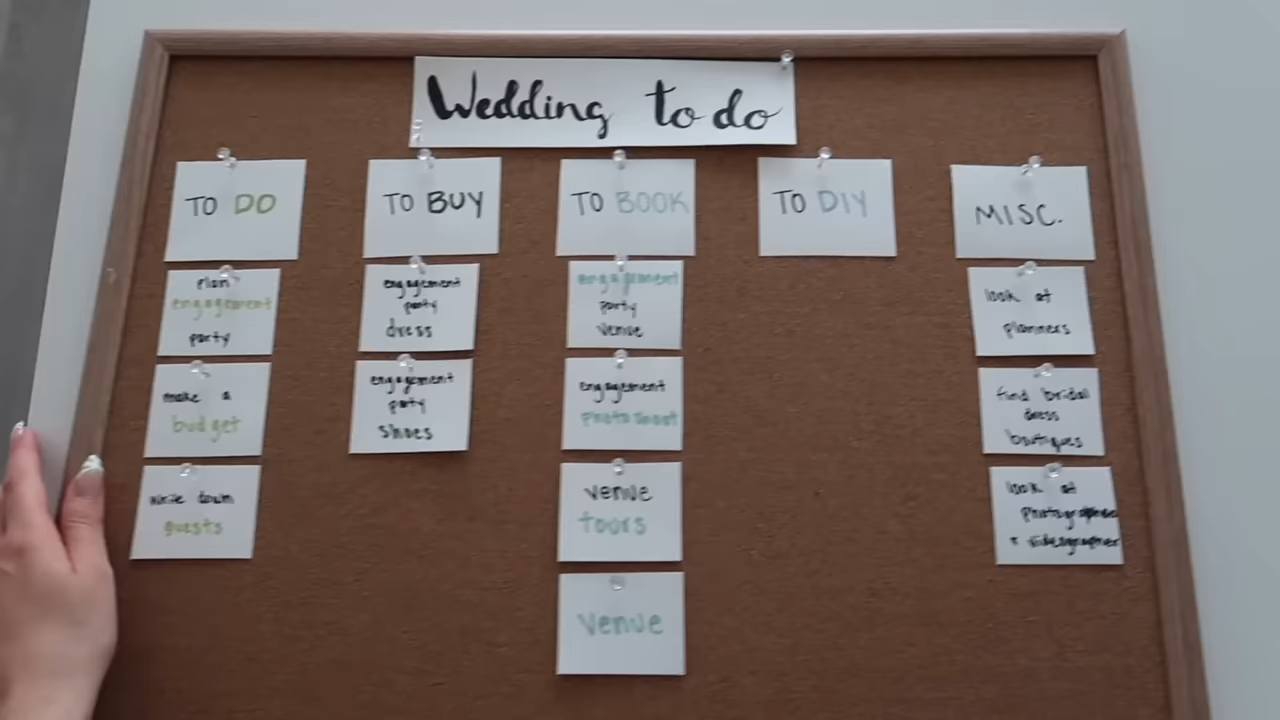 Wedding to do
TO DO
plan
engagement
party
make a
budget
write down
guests
TO BUY
engagement
party
dress
engagement
party
shoes
TO BOOK
engagement
party
venue
engagement
photoshoot
venue
tours
venue
TO DIY
MISC.
look at
planners
find bridal
dress
boutiques
look at
photographer
+ videographer